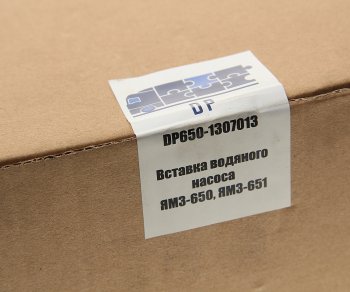 DP
DP650-1307013
Вставка водяного
насоса
ЯМЗ-650, ЯМЗ-651